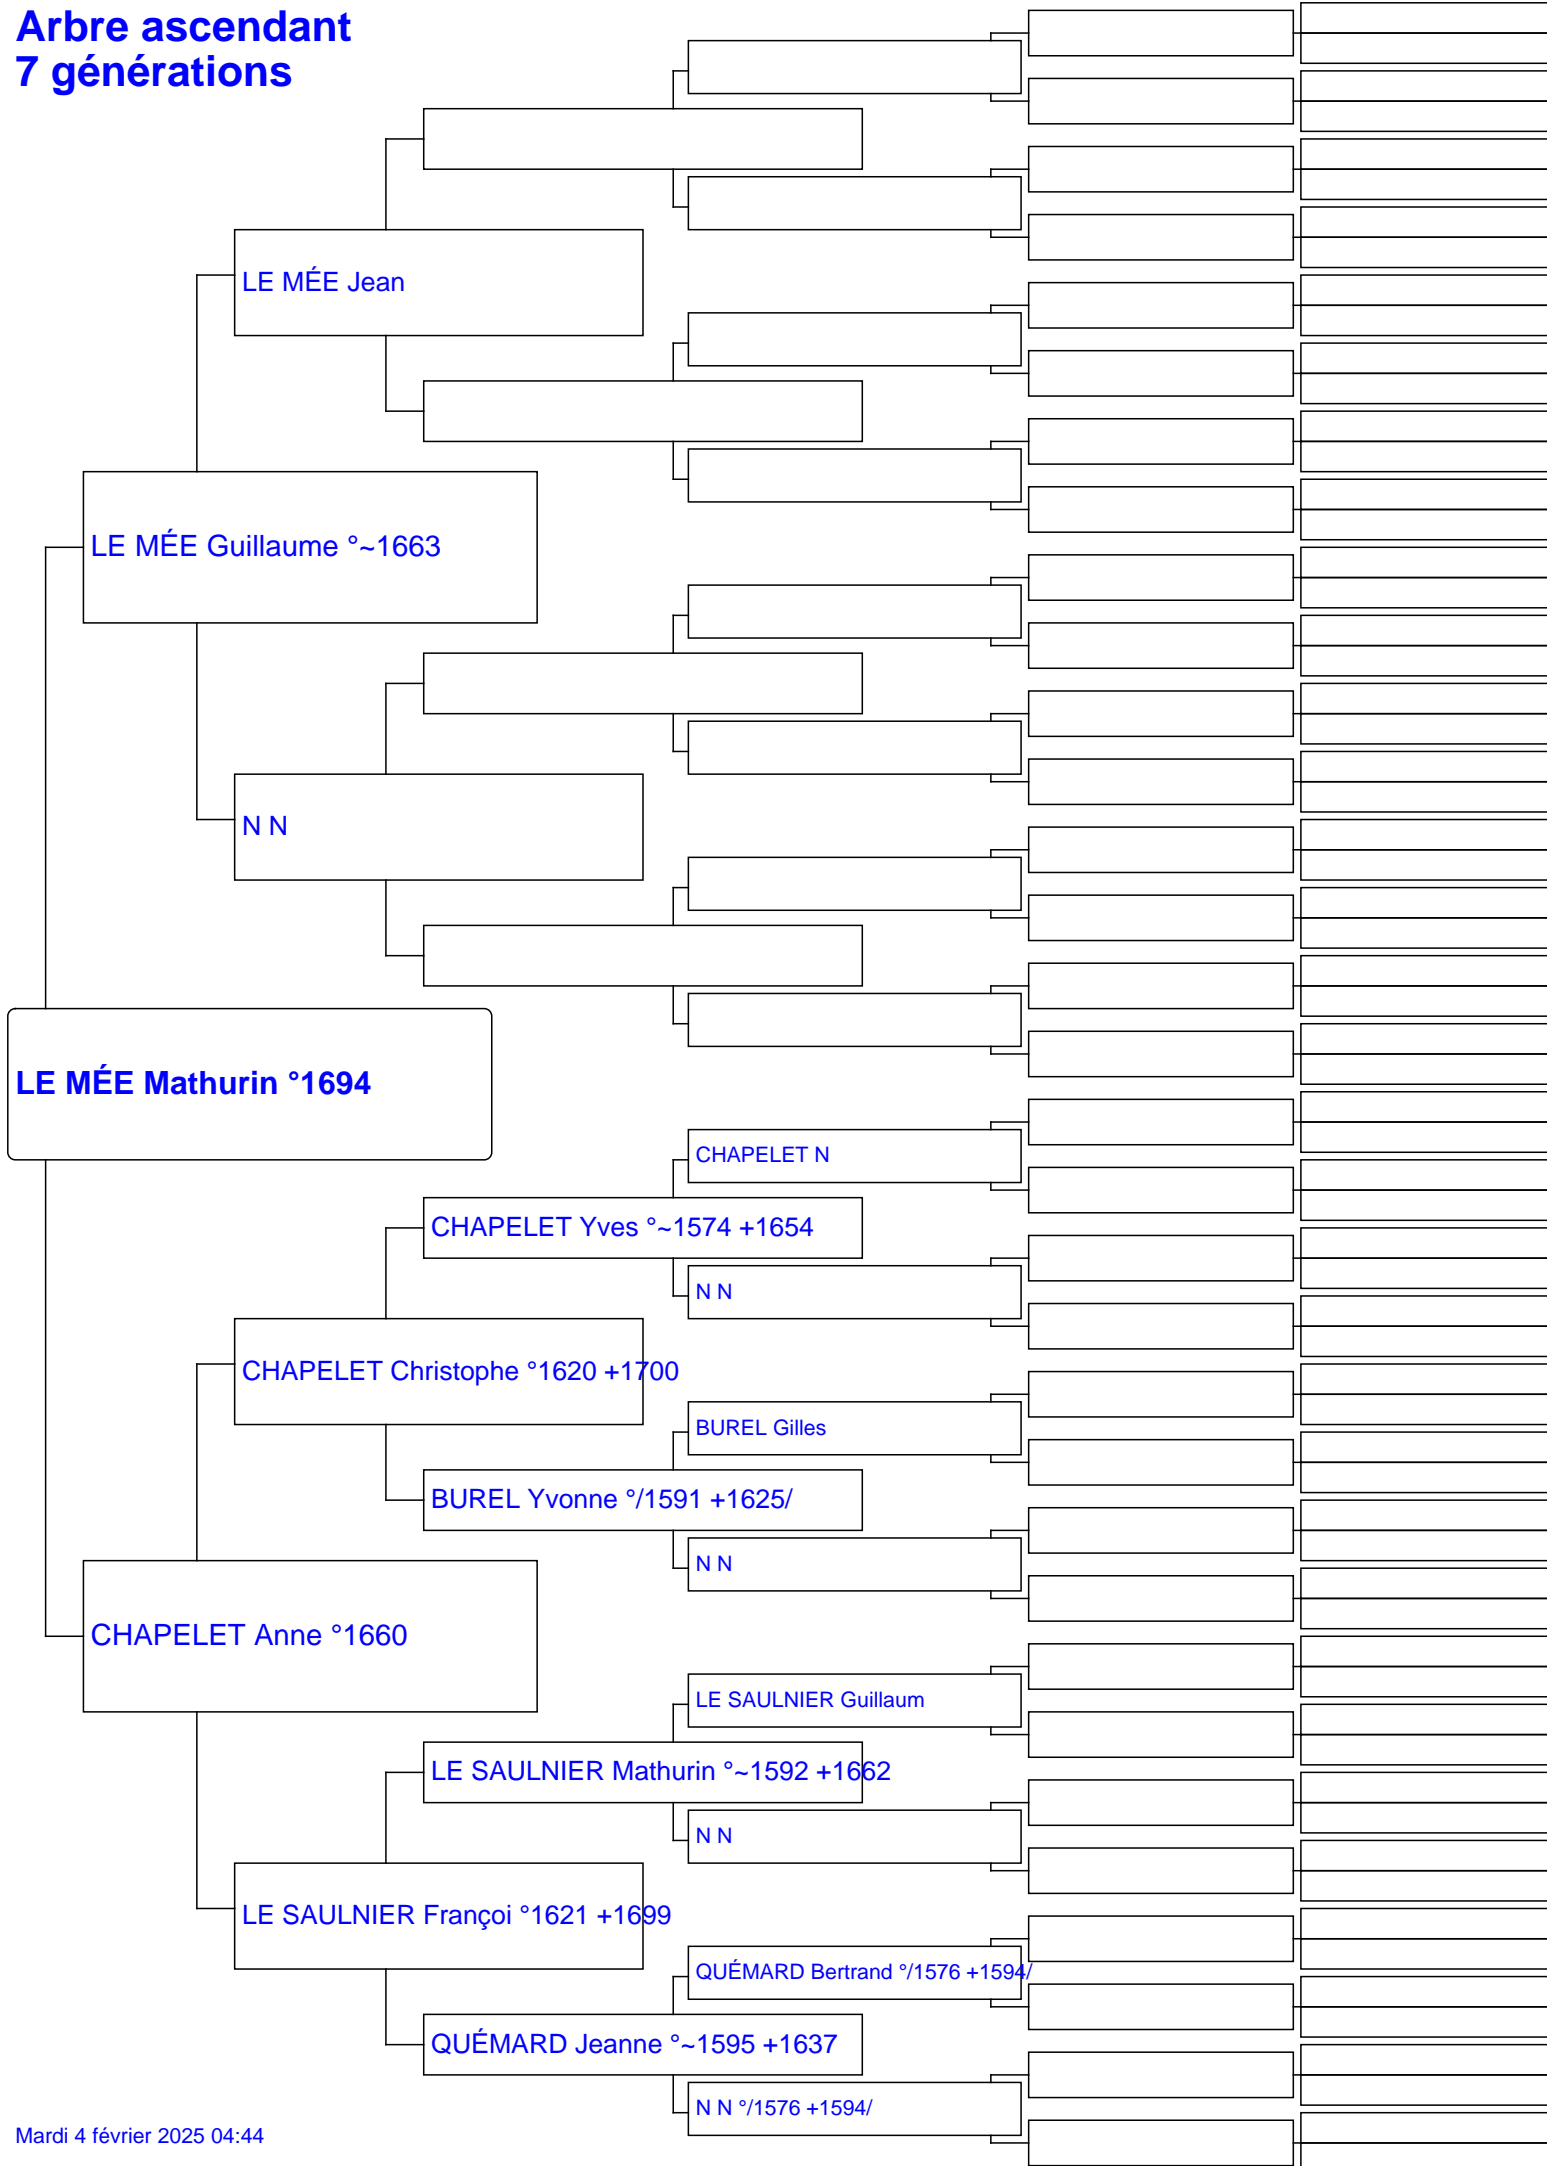 Arbre ascendant
7 générations
LE MÉE Jean
LE MÉE Guillaume °~1663
N N
LE MÉE Mathurin °1694
CHAPELET N
CHAPELET Yves °~1574 +1654
N N
CHAPELET Christophe °1620 +1700
BUREL Gilles
BUREL Yvonne °/1591 +1625/
N N
CHAPELET Anne °1660
LE SAULNIER Guillaum
LE SAULNIER Mathurin °~1592 +1662
N N
LE SAULNIER Françoi °1621 +1699
QUÉMARD Bertrand °/1576 +1594/
QUÉMARD Jeanne °~1595 +1637
N N °/1576 +1594/
Mardi 4 février 2025 04:44